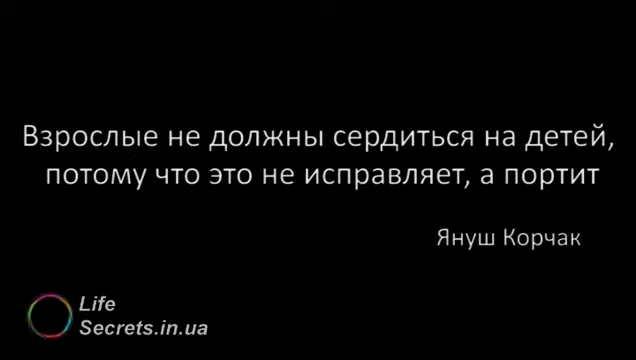 Взрослые не должны сердиться на детей,
потому что это не исправляет, а портит
Януш Корчак
Life
Secrets.in.ua